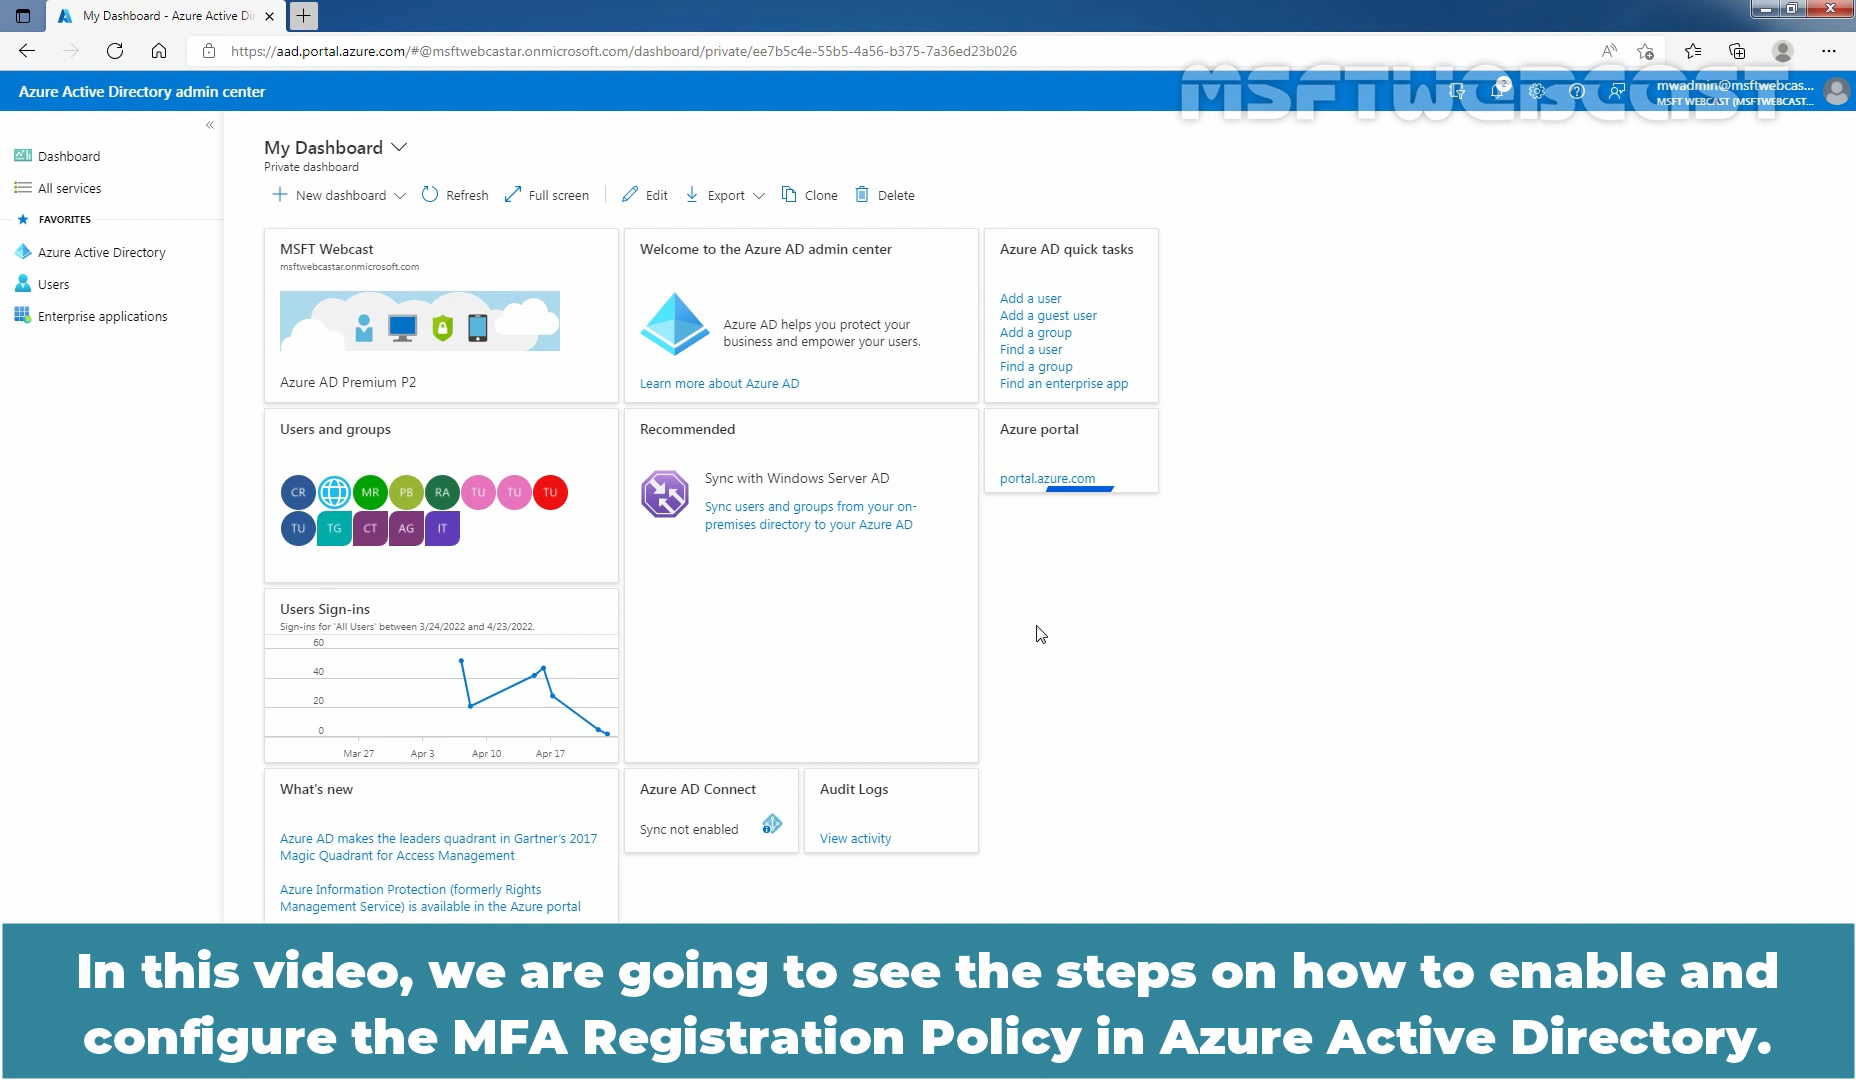 My Dashboard - Azure Active Dir
https://aad.portal.azure.com/#@msftwebcastar.onmicrosoft.com/dashboard/private/ee7b5c4e-55b5-4a56-b375-7a36ed23b026
MSFTWEBCAST
Azure Active Directory admin center
2
mwadmin@msftwebcas...
MSFT WEBCAST (MSFTWEBCAST...
Dashboard
All services
FAVORITES
Azure Active Directory
Users
Enterprise applications
My Dashboard
Private dashboard
New dashboard
Refresh
Full screen
Edit
Export
Clone
Delete
MSFT Webcast
msftwebcastar.onmicrosoft.com
Azure AD Premium P2
Welcome to the Azure AD admin center
Azure AD helps you protect your
business and empower your users.
Learn more about Azure AD
Azure AD quick tasks
Add a user
Add a guest user
Add a group
Find a user
Find a group
Find an enterprise app
Users and groups
CR MR PB RA TU TU TU
TU TG CT AG IT
Recommended
Sync with Windows Server AD
Sync users and groups from your on-
premises directory to your Azure AD
Azure portal
portal.azure.com
Users Sign-ins
Sign-ins for 'All Users' between 3/24/2022 and 4/23/2022.
60
40
20
0
Mar 27 Apr 3 Apr 10 Apr 17
What's new
Azure AD makes the leaders quadrant in Gartner's 2017
Magic Quadrant for Access Management
Azure Information Protection (formerly Rights
Management Service) is available in the Azure portal
Azure AD Connect
Sync not enabled
Audit Logs
View activity
In this video, we are going to see the steps on how to enable and
configure the MFA Registration Policy in Azure Active Directory.